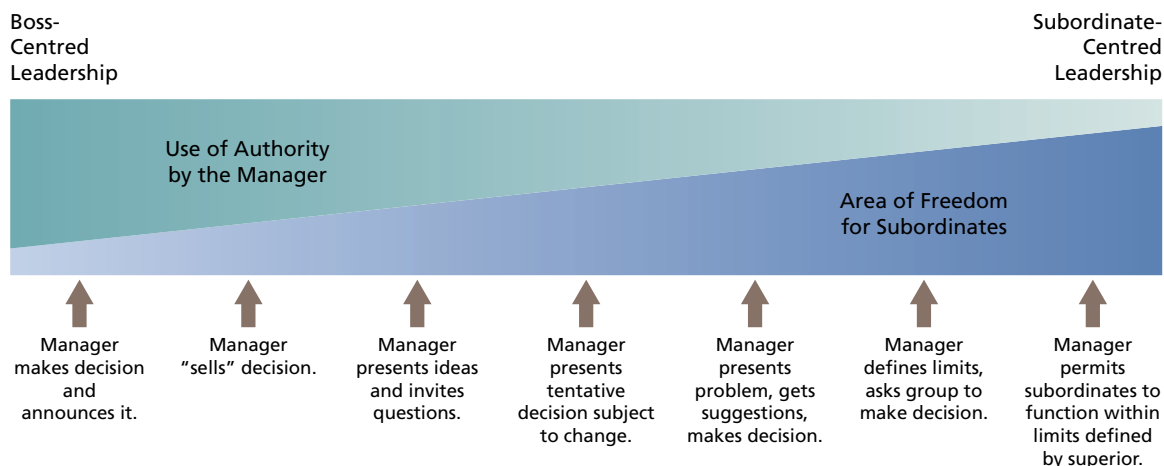 Boss-
Centred
Leadership
Subordinate-
Centred
Leadership
Use of Authority
by the Manager
Area of Freedom
for Subordinates
Manager
makes decision
and
announces it.
Manager
“sells” decision.
Manager
presents ideas
and invites
questions.
Manager
presents
tentative
decision subject
to change.
Manager
presents
problem, gets
suggestions,
makes decision.
Manager
defines limits,
asks group to
make decision.
Manager
permits
subordinates to
function within
limits defined
by superior.